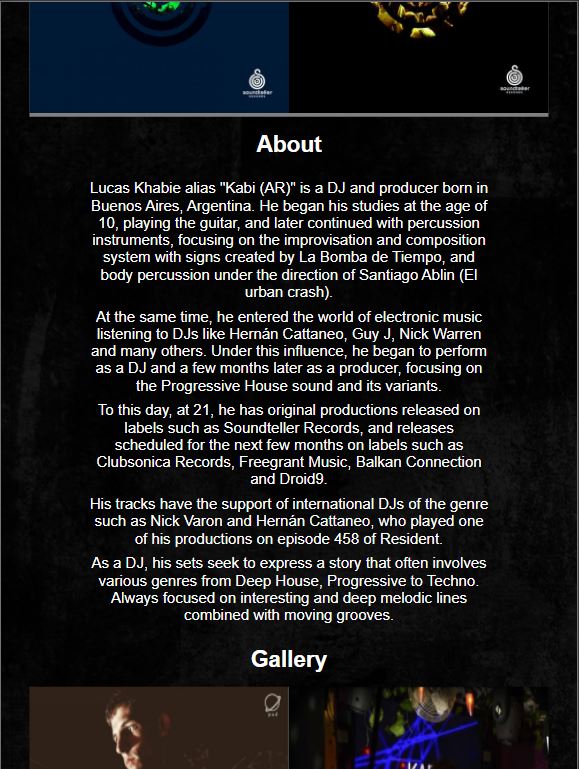 soundteller
RECORDS
soundteller
RECORDS
About
Lucas Khabie alias "Kabi (AR)" is a DJ and producer born in
Buenos Aires, Argentina. He began his studies at the age of
10, playing the guitar, and later continued with percussion
instruments, focusing on the improvisation and composition
system with signs created by La Bomba de Tiempo, and
body percussion under the direction of Santiago Ablin (El
urban crash).
At the same time, he entered the world of electronic music
listening to DJs like Hernán Cattaneo, Guy J, Nick Warren
and many others. Under this influence, he began to perform
as a DJ and a few months later as a producer, focusing on
the Progressive House sound and its variants.
To this day, at 21, he has original productions released on
labels such as Soundteller Records, and releases
scheduled for the next few months on labels such as
Clubsonica Records, Freegrant Music, Balkan Connection
and Droid9.
His tracks have the support of international DJs of the genre
such as Nick Varon and Hernán Cattaneo, who played one
of his productions on episode 458 of Resident.
As a DJ, his sets seek to express a story that often involves
various genres from Deep House, Progressive to Techno.
Always focused on interesting and deep melodic lines
combined with moving grooves.
Gallery